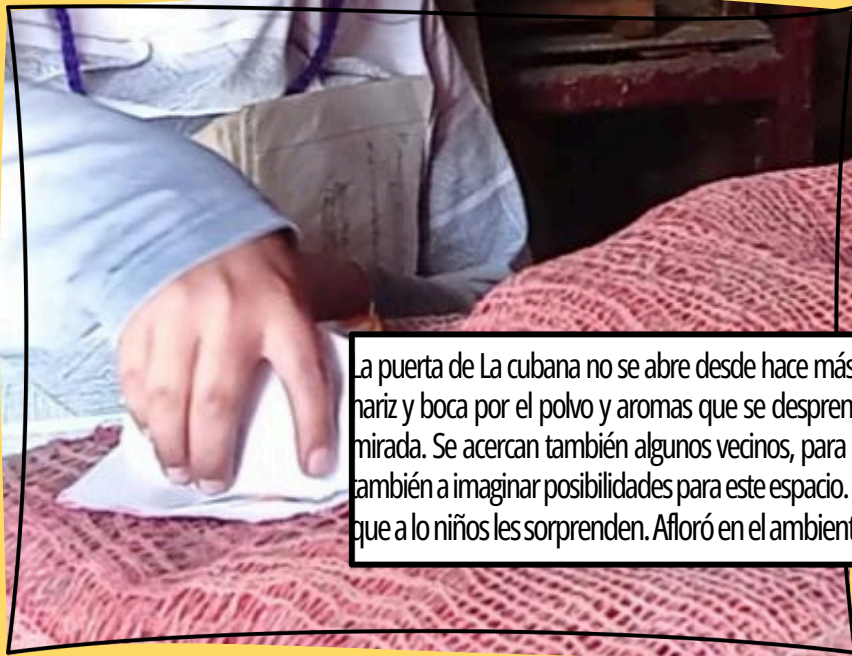 La puerta de La cubana no se abre desde hace más
nariz y boca por el polvo y aromas que se despren
mirada. Se acercan también algunos vecinos, para
también a imaginar posibilidades para este espacio.
que a lo niños les sorprenden. Afloró en el ambient